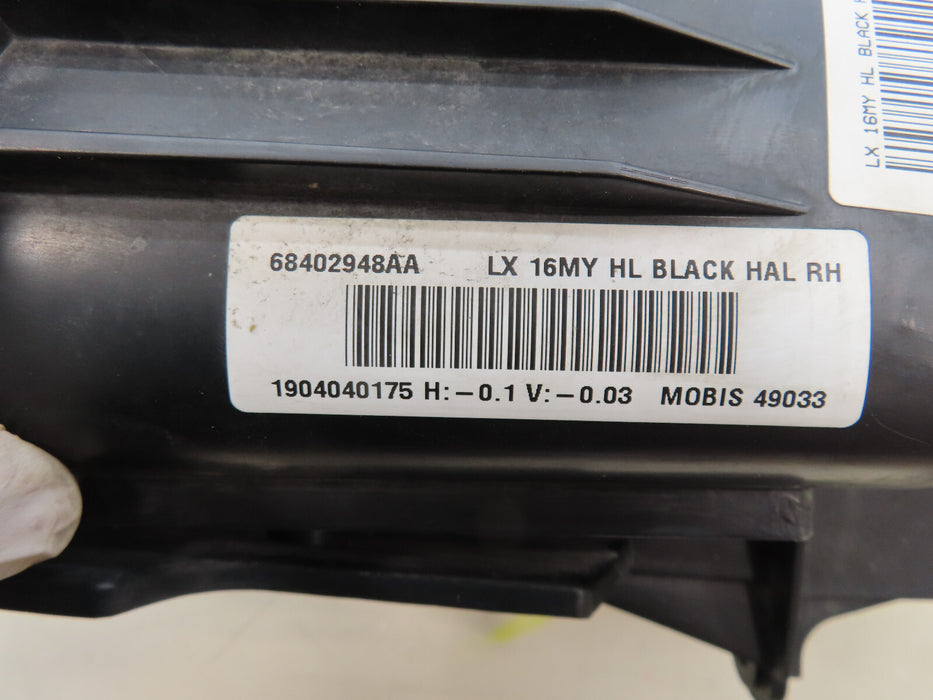 68402948AA LX 16MY HL BLACK HAL RH
1904040175 H:-0.1 V:-0.03 MOBIS 49033
LX 16MY HL BLACK